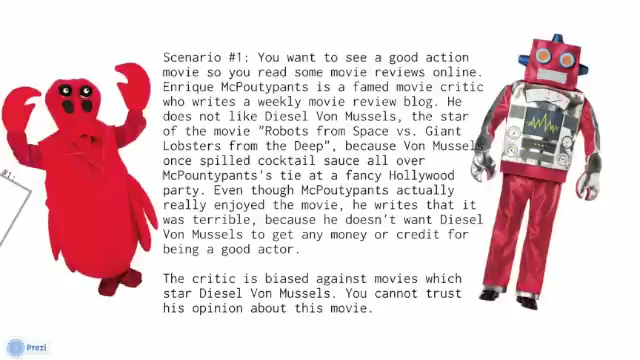 Scenario #1: You want to see a good action
movie so you read some movie reviews online.
Enrique McPoutypants is a famed movie critic
who writes a weekly movie review blog. He
does not like Diesel Von Mussels, the star
of the movie "Robots from Space vs. Giant
Lobsters from the Deep", because Von Mussels
once spilled cocktail sauce all over
McPountypants's tie at a fancy Hollywood
party. Even though McPoutypants actually
really enjoyed the movie, he writes that it
was terrible, because he doesn't want Diesel
Von Mussels to get any money or credit for
being a good actor.
The critic is biased against movies which
star Diesel Von Mussels. You cannot trust
his opinion about this movie.
#1:
Prezi